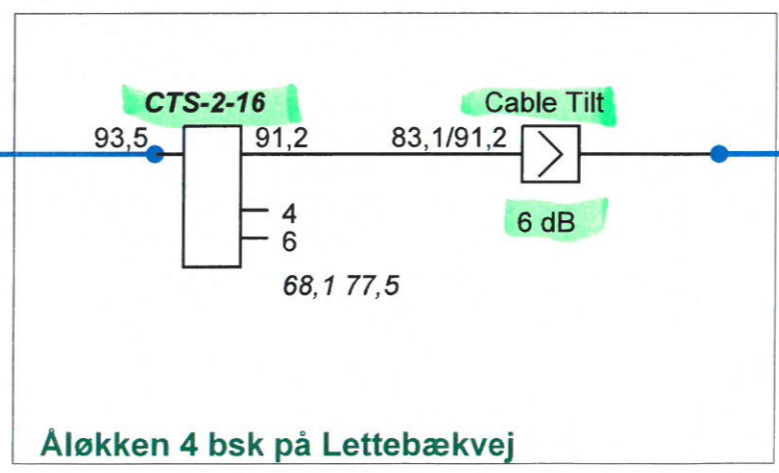 CTS-2-16
Cable Tilt
93,5
91,2
83,1/91,2
4
6
6 dB
68,1 77,5
Åløkken 4 bsk på Lettebækvej